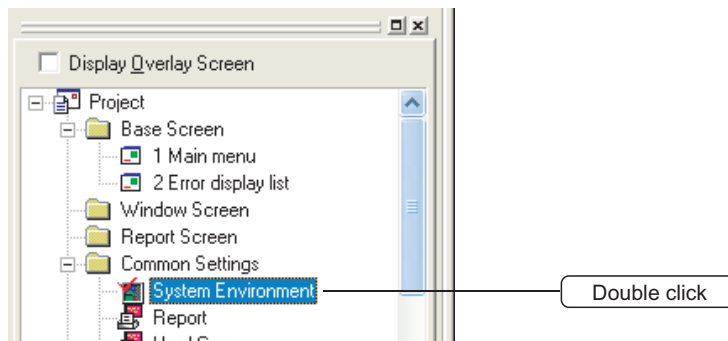 Display Overlay Screen
Project
Base Screen
1 Main menu
2 Error display list
Window Screen
Report Screen
Common Settings
System Environment
Double click
Report